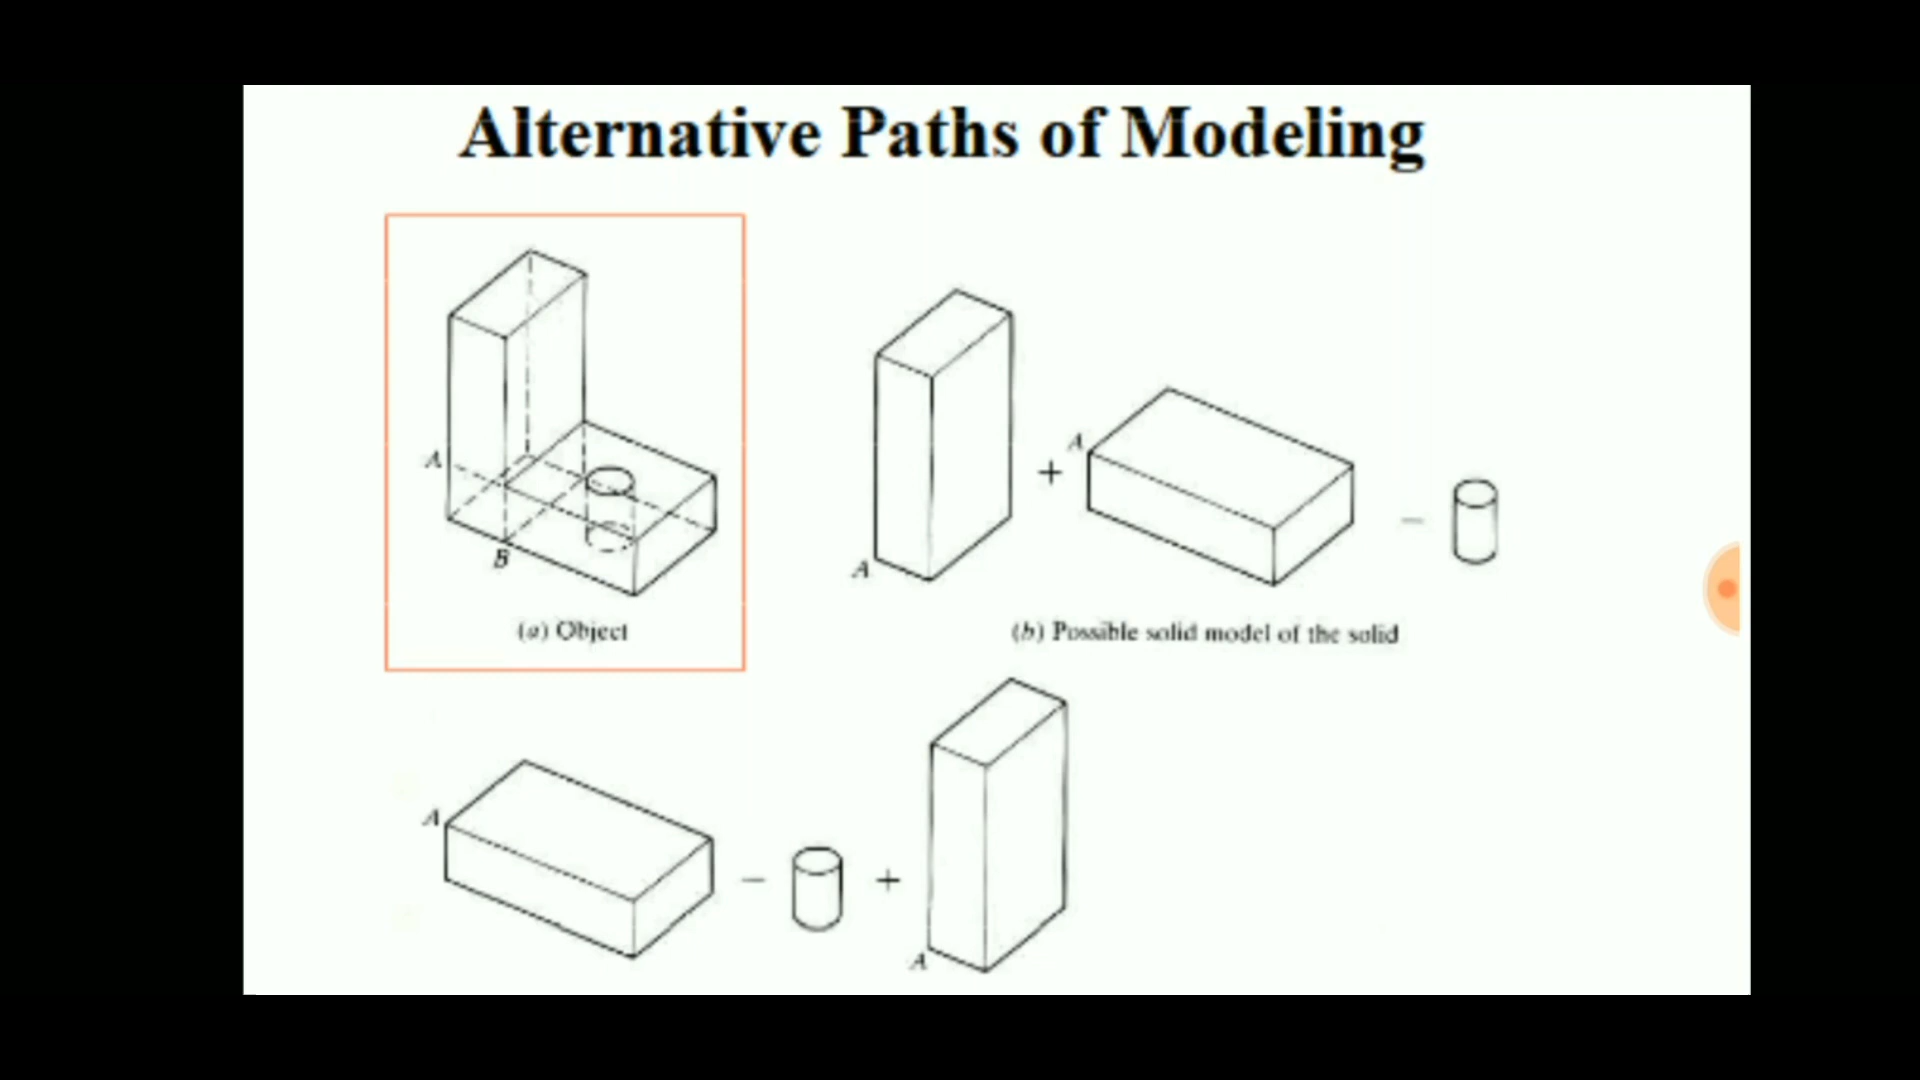 Alternative Paths of Modeling
A
B
(a) Object
A
+
A
−
(b) Possible solid model of the solid
A
−
+
A